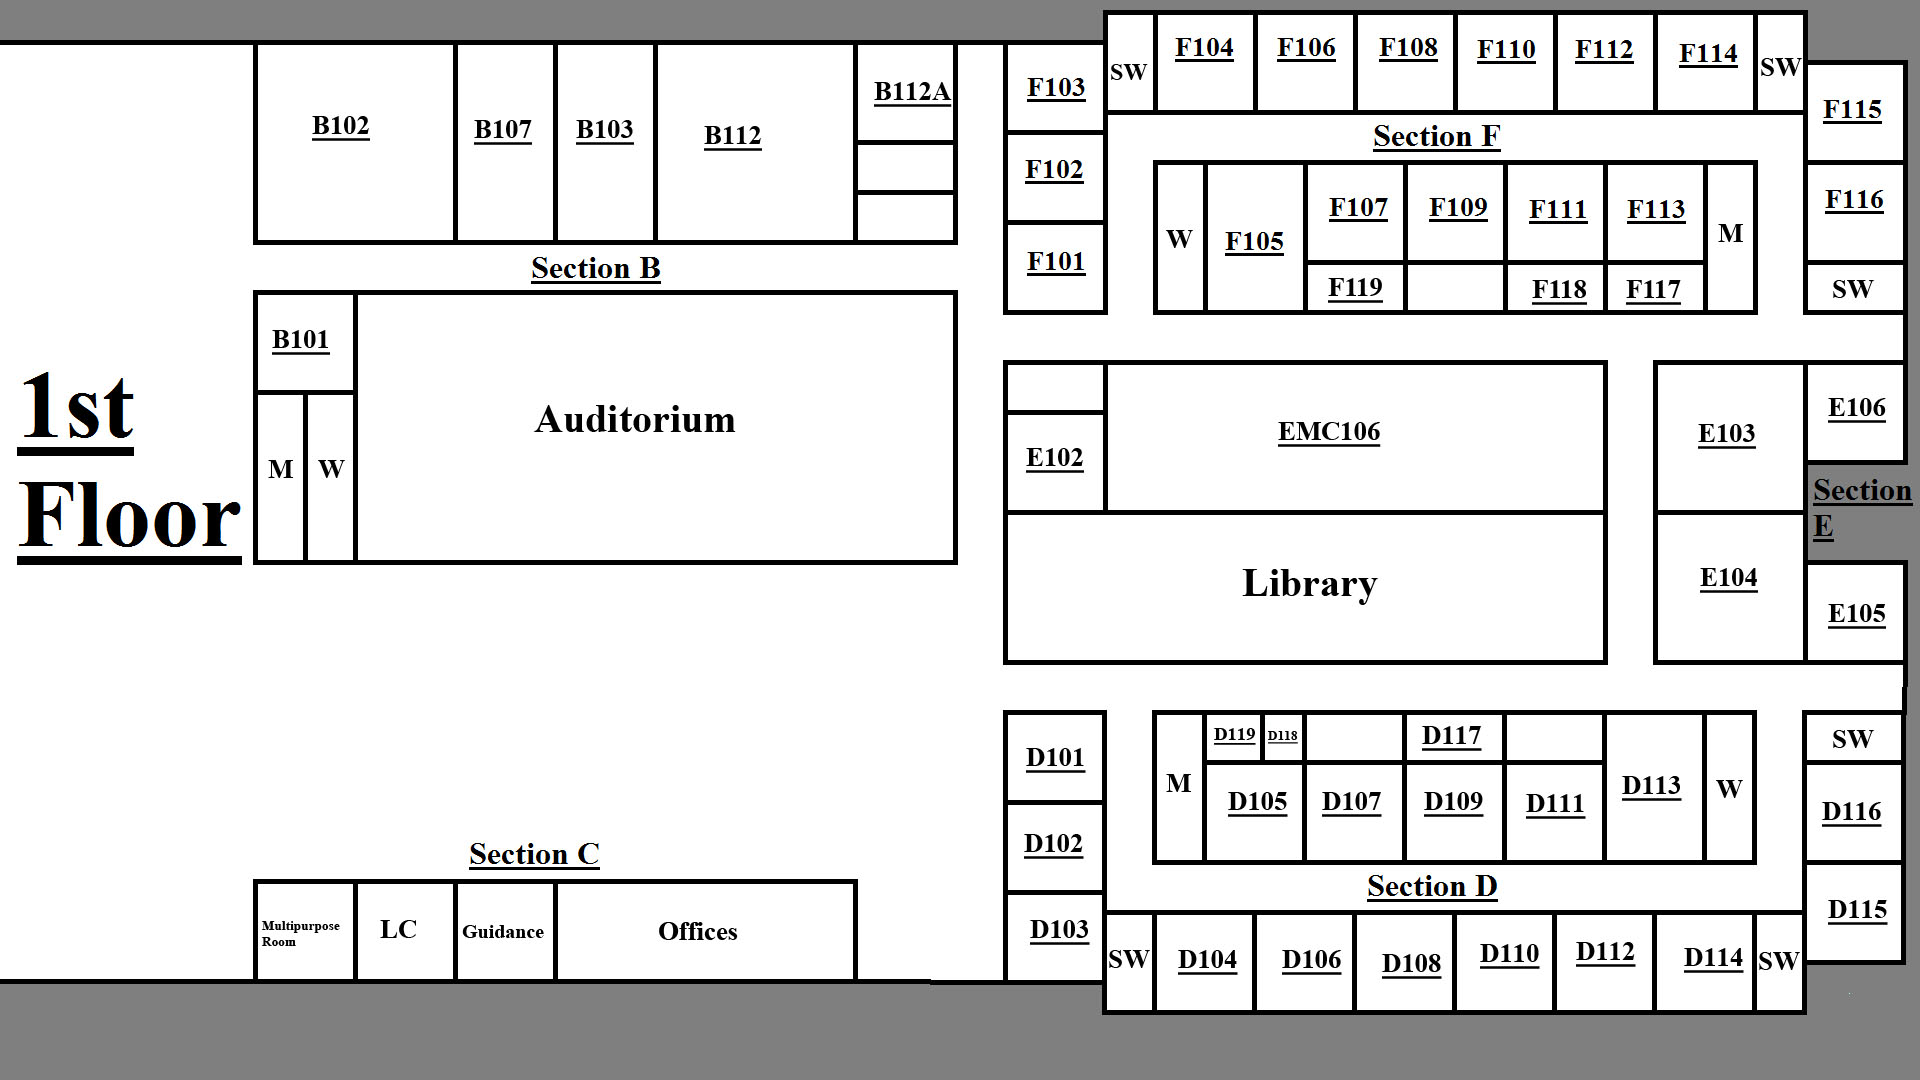 1st
Floor
B102
B107
B103
B112
B112A
Section B
B101
M
W
Auditorium
Section C
Multipurpose
Room
LC
Guidance
Offices
F103
F102
F101
SW
F104
F106
F108
F110
F112
F114
SW
Section F
W
F105
F107
F109
F111
F113
M
F119
F118
F117
F115
F116
SW
E102
EMC106
Library
E103
E104
E106
Section
E
E105
D101
D102
D103
M
D119
D118
D117
D105
D107
D109
D111
D113
W
Section D
SW
D104
D106
D108
D110
D112
D114
SW
SW
D116
D115